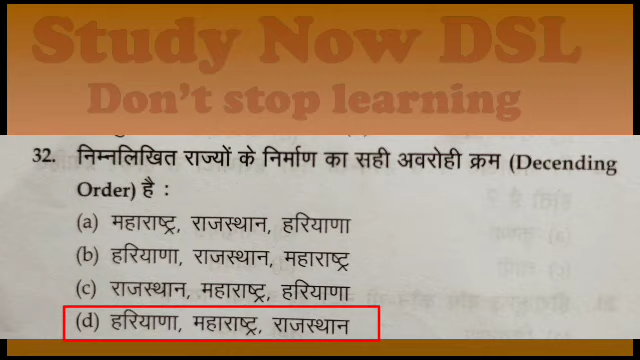 Study Now DSL
Don't stop learning
32. निम्नलिखित राज्यों के निर्माण का सही अवरोही क्रम (Decending
Order) है :
(a) महाराष्ट्र, राजस्थान, हरियाणा
(b) हरियाणा, राजस्थान, महाराष्ट्र
(c) राजस्थान, महाराष्ट्र, हरियाणा
(d) हरियाणा, महाराष्ट्र, राजस्थान